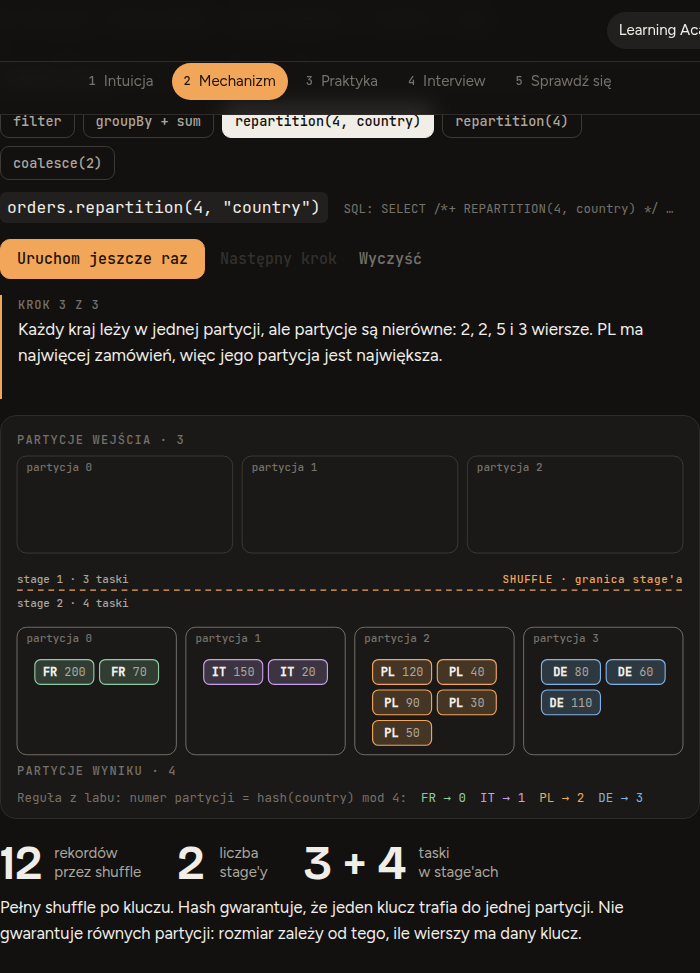 Learning Aca
1 Intuicja 2 Mechanizm 3 Praktyka 4 Interview 5 Sprawdź się
filter groupBy + sum repartition(4, country) repartition(4)
coalesce(2)
orders.repartition(4, "country") SQL: SELECT /*+ REPARTITION(4, country) */ …
Uruchom jeszcze raz Następny krok Wyczyść
KROK 3 Z 3
Każdy kraj leży w jednej partycji, ale partycje są nierówne: 2, 2, 5 i 3 wiersze. PL ma
najwięcej zamówień, więc jego partycja jest największa.
PARTYCJE WEJŚCIA · 3
partycja 0 partycja 1 partycja 2
stage 1 · 3 taski SHUFFLE · granica stage'a
stage 2 · 4 taski
partycja 0 partycja 1 partycja 2 partycja 3
FR 200 FR 70 IT 150 IT 20 PL 120 PL 40 DE 80 DE 60
PL 90 PL 30 DE 110
PL 50
PARTYCJE WYNIKU · 4
Reguła z labu: numer partycji = hash(country) mod 4: FR → 0 IT → 1 PL → 2 DE → 3
12 rekordów przez shuffle 2 liczba stage'y 3 + 4 taski w stage'ach
Pełny shuffle po kluczu. Hash gwarantuje, że jeden klucz trafia do jednej partycji. Nie
gwarantuje równych partycji: rozmiar zależy od tego, ile wierszy ma dany klucz.